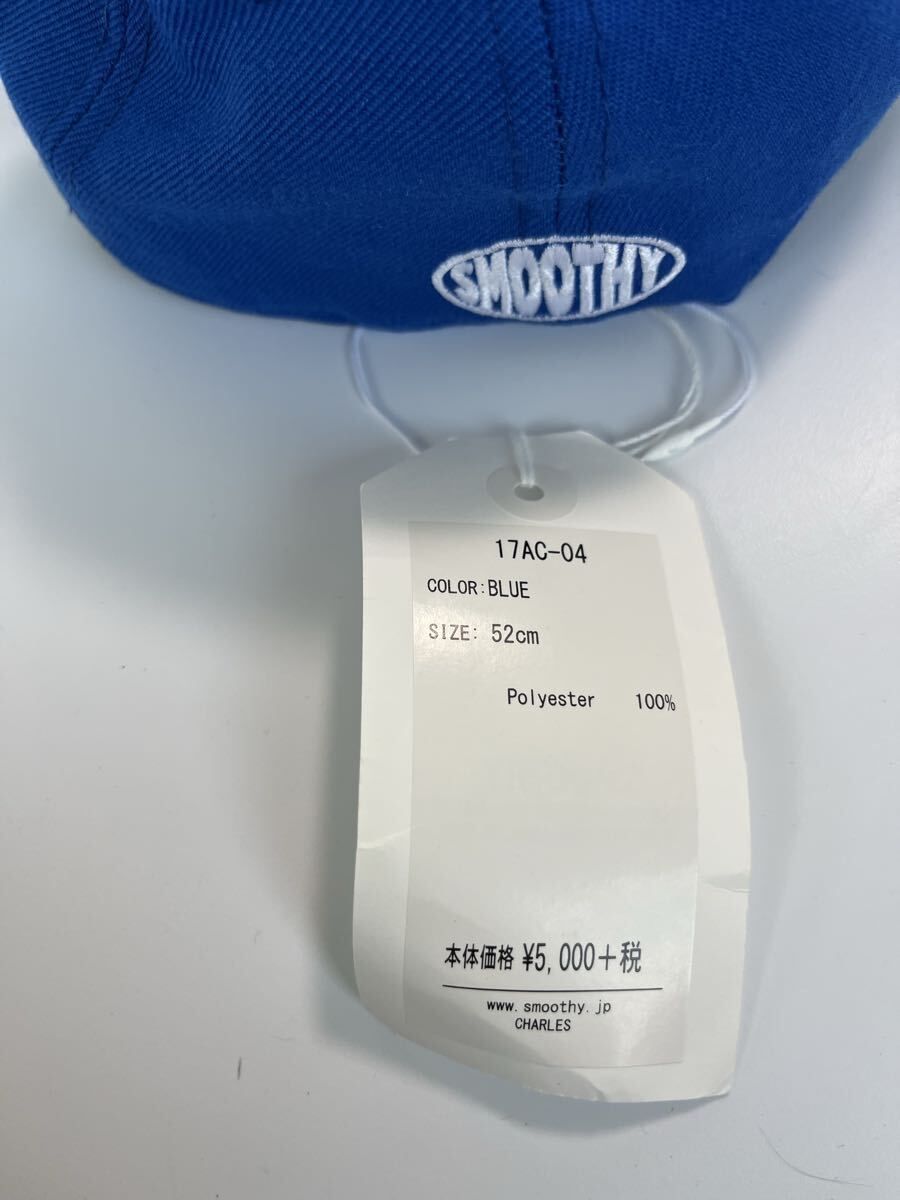 SMOOTHY
17AC-04
COLOR:BLUE
SIZE: 52cm
Polyester 100%
本体価格 ¥5,000+税
www.smoothy.jp
CHARLES